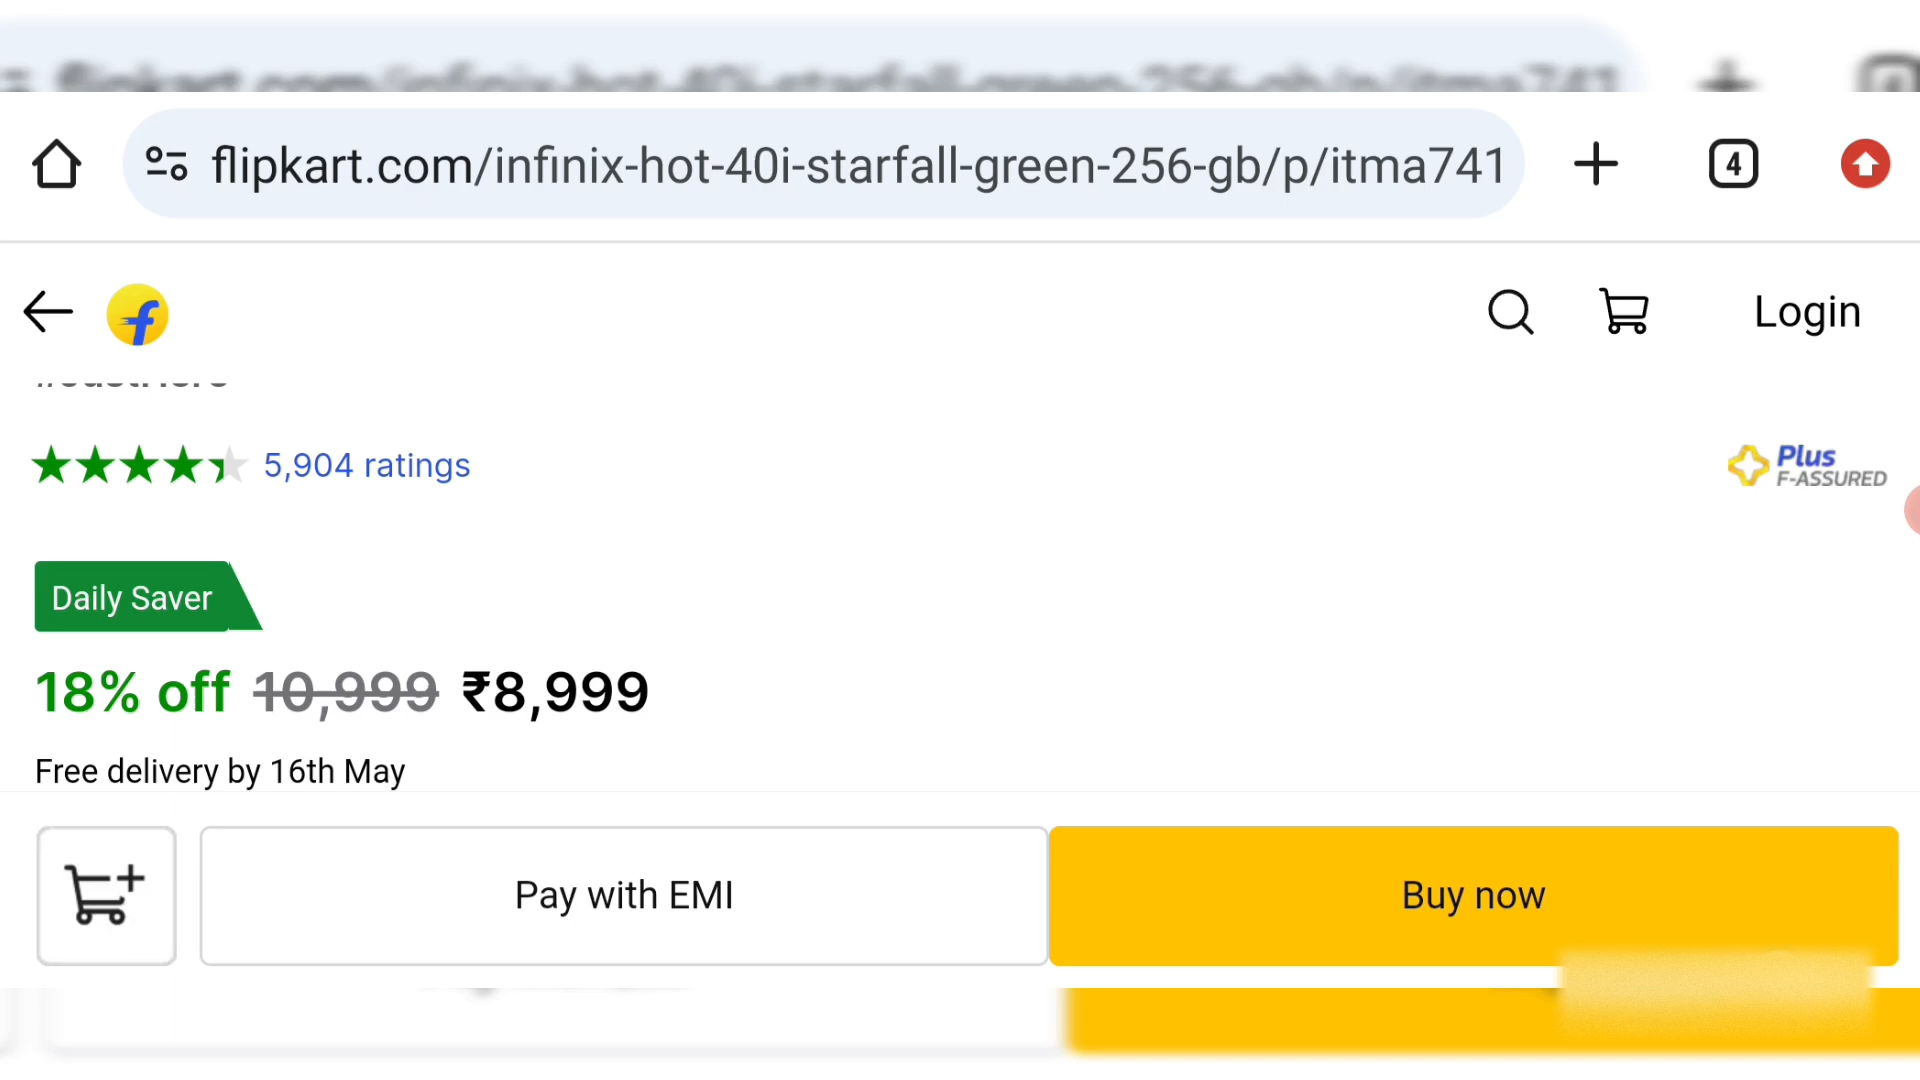 flipkart.com/infinix-hot-40i-starfall-green-256-gb/p/itma741
4
Login
5,904 ratings
Plus
F-ASSURED
Daily Saver
18% off 10,999 ₹8,999
Free delivery by 16th May
Pay with EMI
Buy now